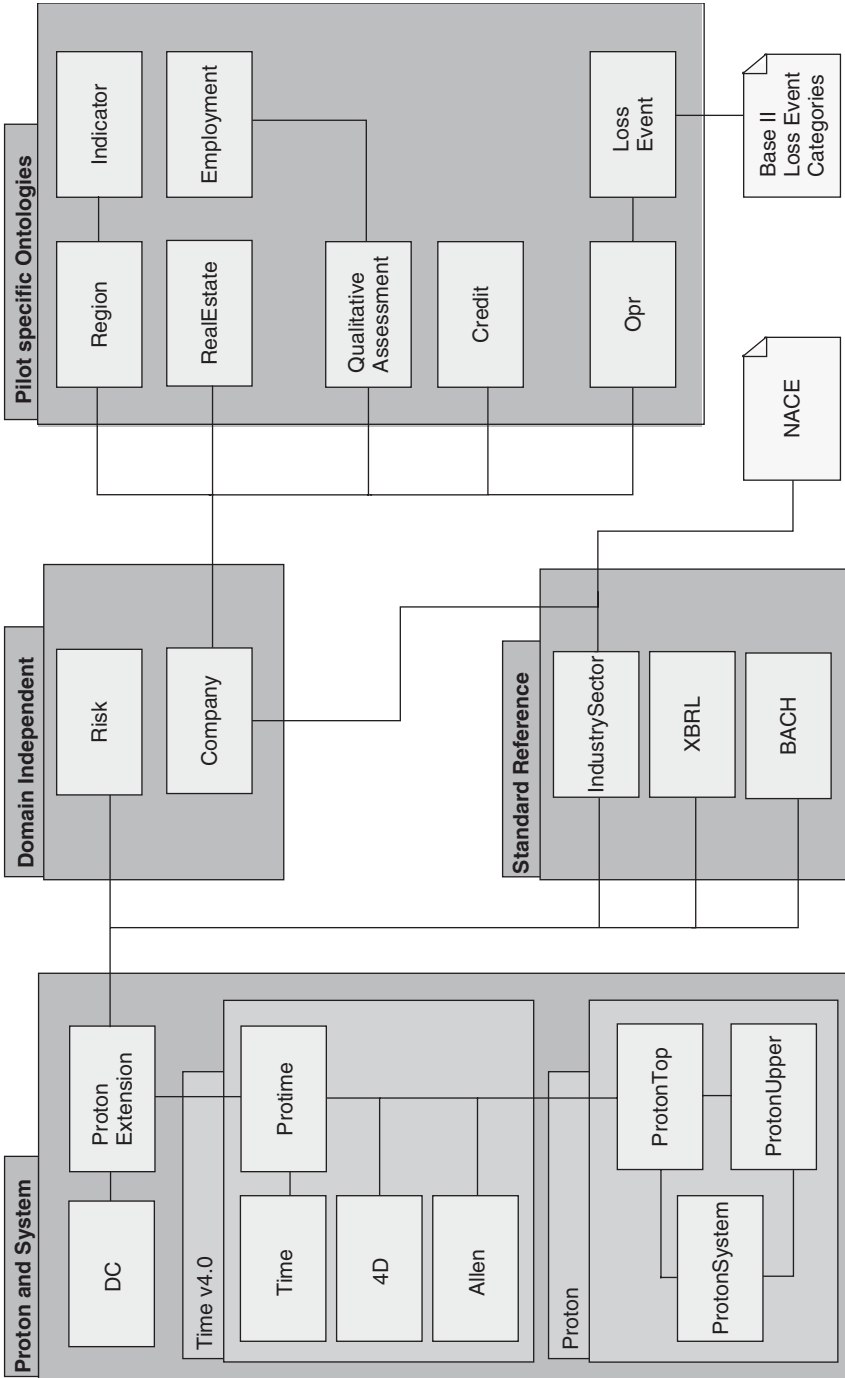 Proton and System
DC
Proton
Extension
Time v4.0
Time
Protime
4D
Allen
Proton
ProtonTop
ProtonSystem
ProtonUpper
Domain Independent
Risk
Company
Standard Reference
IndustrySector
XBRL
BACH
Pilot specific Ontologies
Region
Indicator
RealEstate
Employment
Qualitative
Assessment
Credit
Opr
Loss
Event
NACE
Base II
Loss Event
Categories